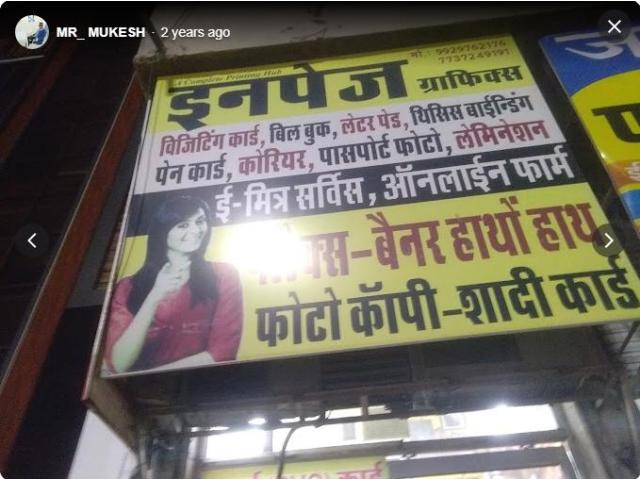 MR_ MUKESH · 2 years ago
मो : 9929762176
7737249191
A Complete Printing Hub
इनपेज ग्राफिक्स
विजिटिंग कार्ड, बिल बुक, लेटर पेड, थिसिस बाईन्डिंग
पेन कार्ड, कोरियर, पासपोर्ट फोटो, लेमिनेशन
ई-मित्र सर्विस, ऑनलाईन फार्म
-बैनर हाथों हाथ
फोटो कॅापी-शादी कार्ड